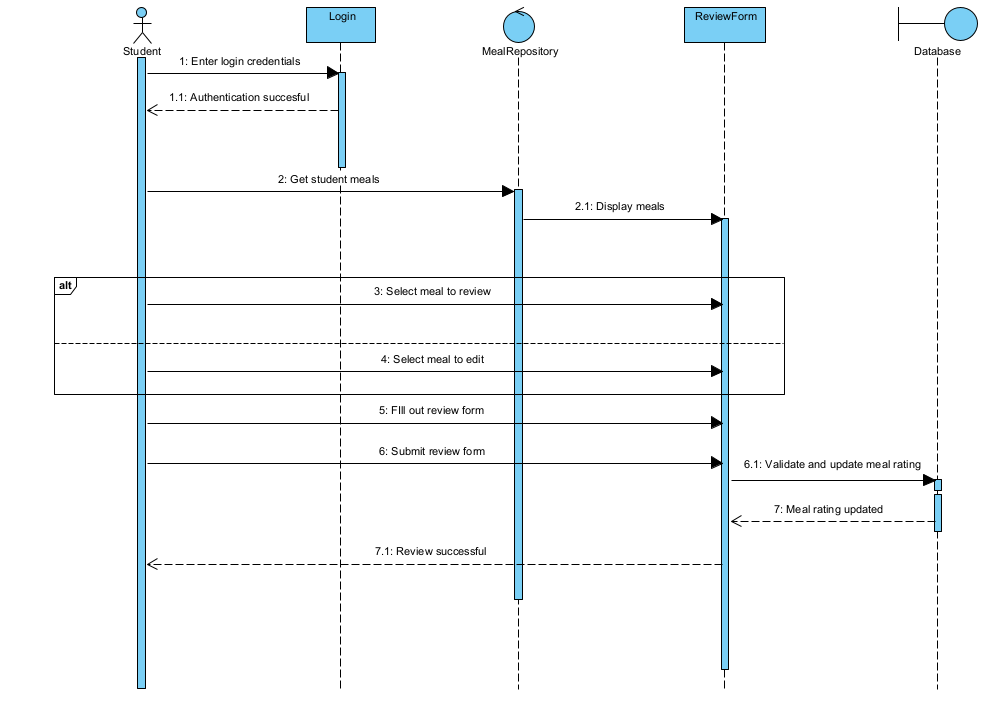 Login
ReviewForm
Student
MealRepository
Database
1: Enter login credentials
1.1: Authentication succesful
2: Get student meals
2.1: Display meals
alt
3: Select meal to review
4: Select meal to edit
5: FIll out review form
6: Submit review form
6.1: Validate and update meal rating
7: Meal rating updated
7.1: Review successful